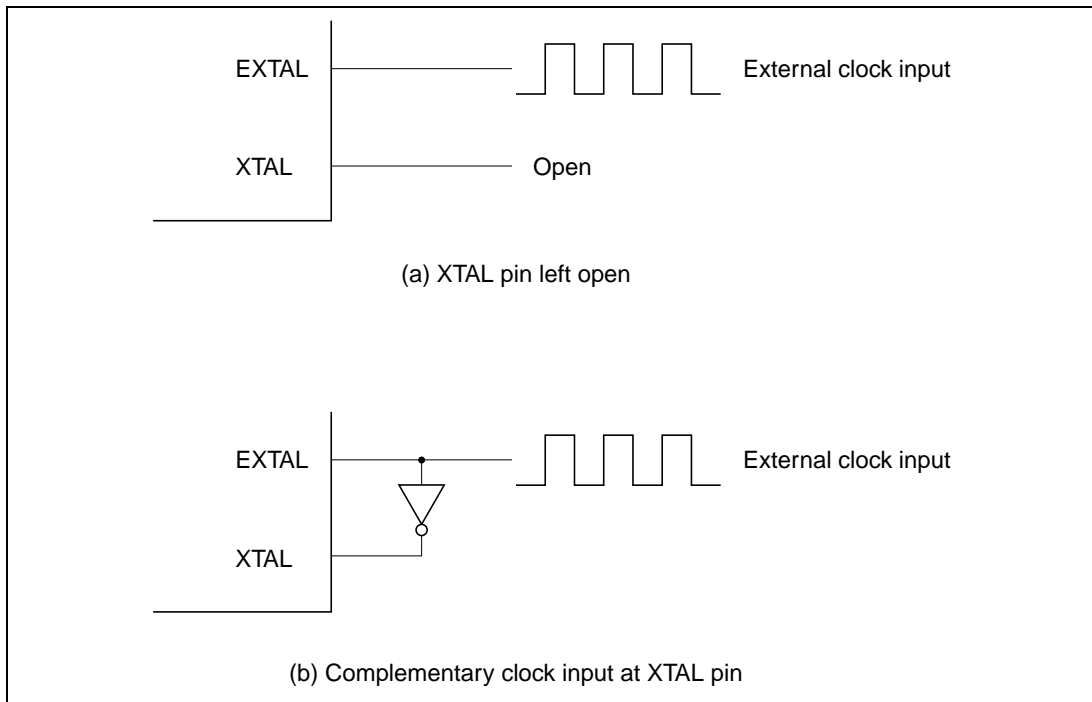 EXTAL External clock input
XTAL Open
(a) XTAL pin left open
EXTAL External clock input
XTAL
(b) Complementary clock input at XTAL pin